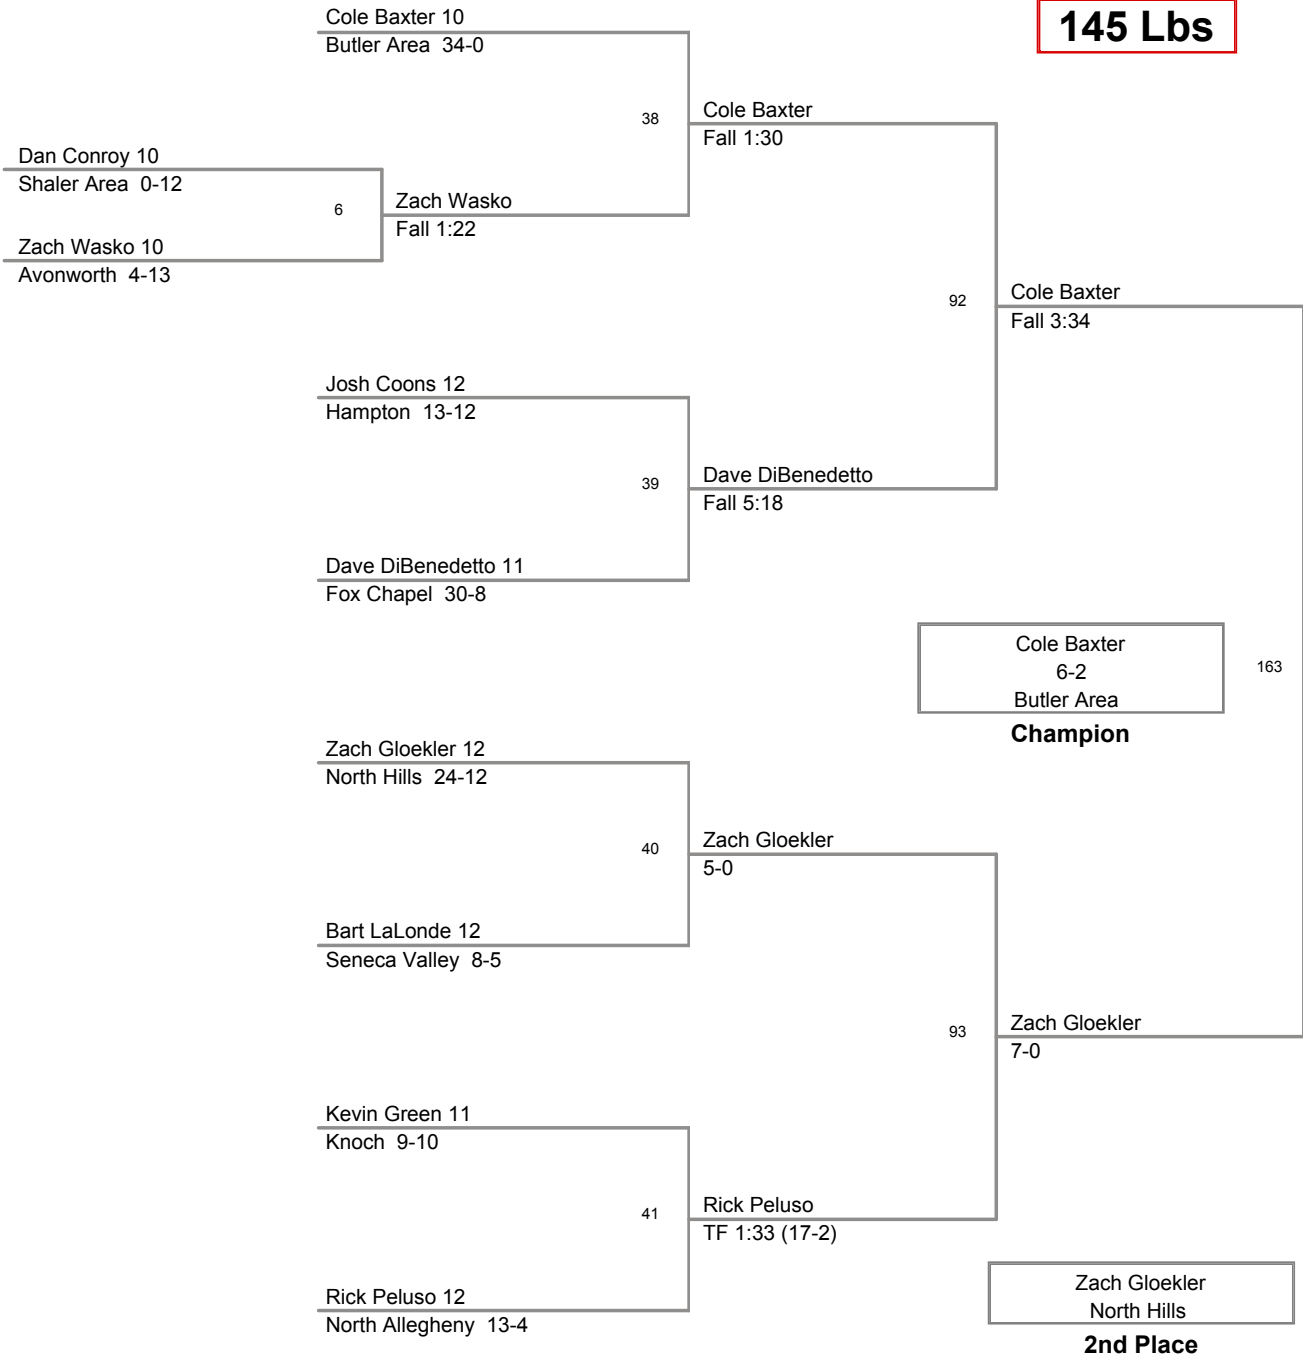 145 Lbs
Cole Baxter 10
Butler Area 34-0
38
Cole Baxter
Fall 1:30
Dan Conroy 10
Shaler Area 0-12
6
Zach Wasko
Fall 1:22
Zach Wasko 10
Avonworth 4-13
92
Cole Baxter
Fall 3:34
Josh Coons 12
Hampton 13-12
39
Dave DiBenedetto
Fall 5:18
Dave DiBenedetto 11
Fox Chapel 30-8
Cole Baxter
6-2
Butler Area
Champion
163
Zach Gloekler 12
North Hills 24-12
40
Zach Gloekler
5-0
Bart LaLonde 12
Seneca Valley 8-5
93
Zach Gloekler
7-0
Kevin Green 11
Knoch 9-10
41
Rick Peluso
TF 1:33 (17-2)
Rick Peluso 12
North Allegheny 13-4
Zach Gloekler
North Hills
2nd Place